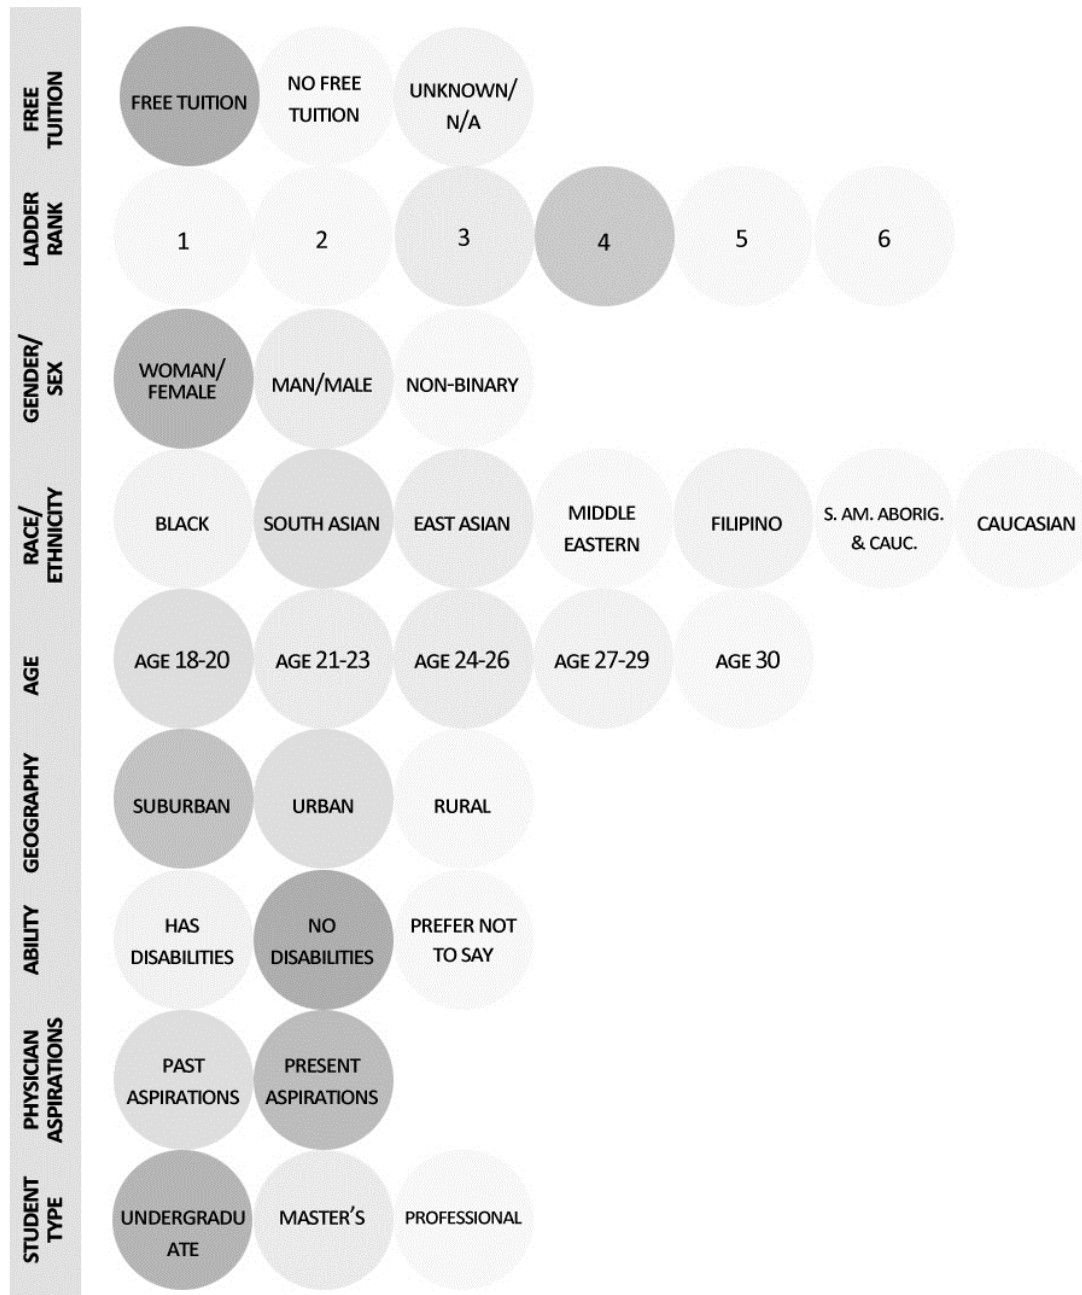 FREE
TUITION
FREE TUITION
NO FREE
TUITION
UNKNOWN/
N/A
LADDER
RANK
1
2
3
4
5
6
GENDER/
SEX
WOMAN/
FEMALE
MAN/MALE
NON-BINARY
RACE/
ETHNICITY
BLACK
SOUTH ASIAN
EAST ASIAN
MIDDLE
EASTERN
FILIPINO
S. AM. ABORIG.
& CAUC.
CAUCASIAN
AGE
AGE 18-20
AGE 21-23
AGE 24-26
AGE 27-29
AGE 30
GEOGRAPHY
SUBURBAN
URBAN
RURAL
ABILITY
HAS
DISABILITIES
NO
DISABILITIES
PREFER NOT
TO SAY
PHYSICIAN
ASPIRATIONS
PAST
ASPIRATIONS
PRESENT
ASPIRATIONS
STUDENT
TYPE
UNDERGRADU
ATE
MASTER'S
PROFESSIONAL